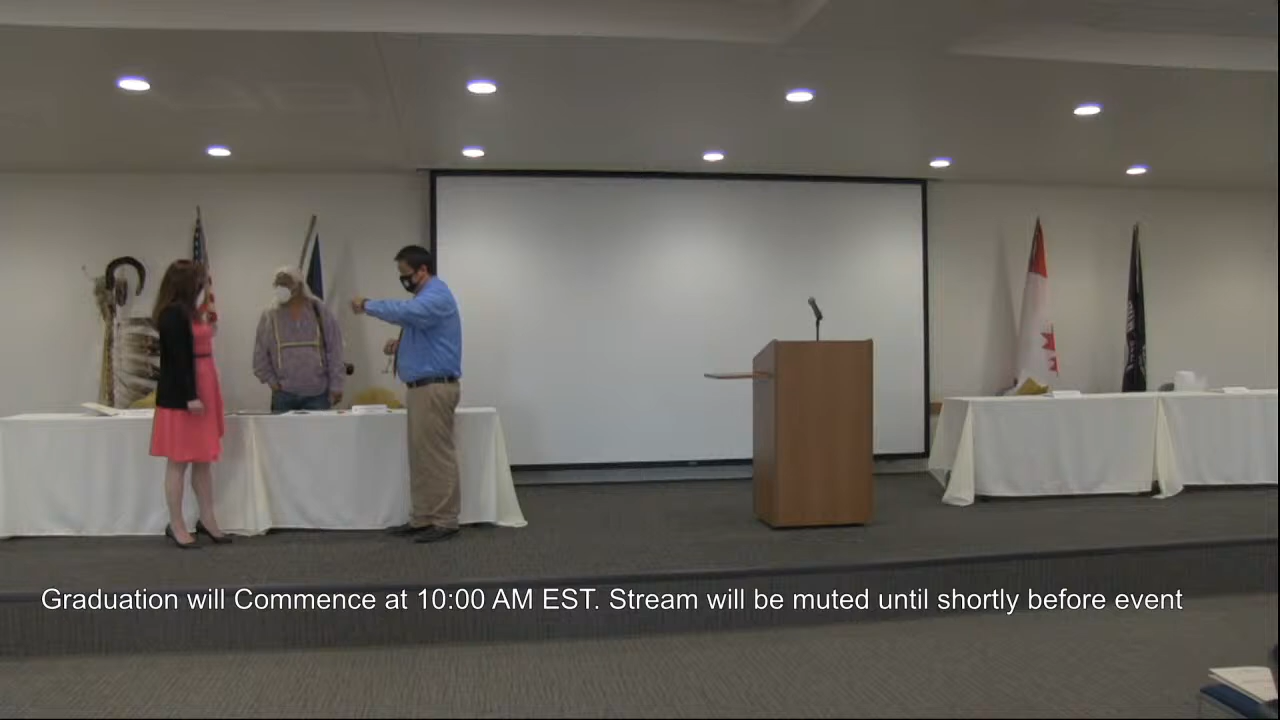 Graduation will Commence at 10:00 AM EST. Stream will be muted until shortly before event